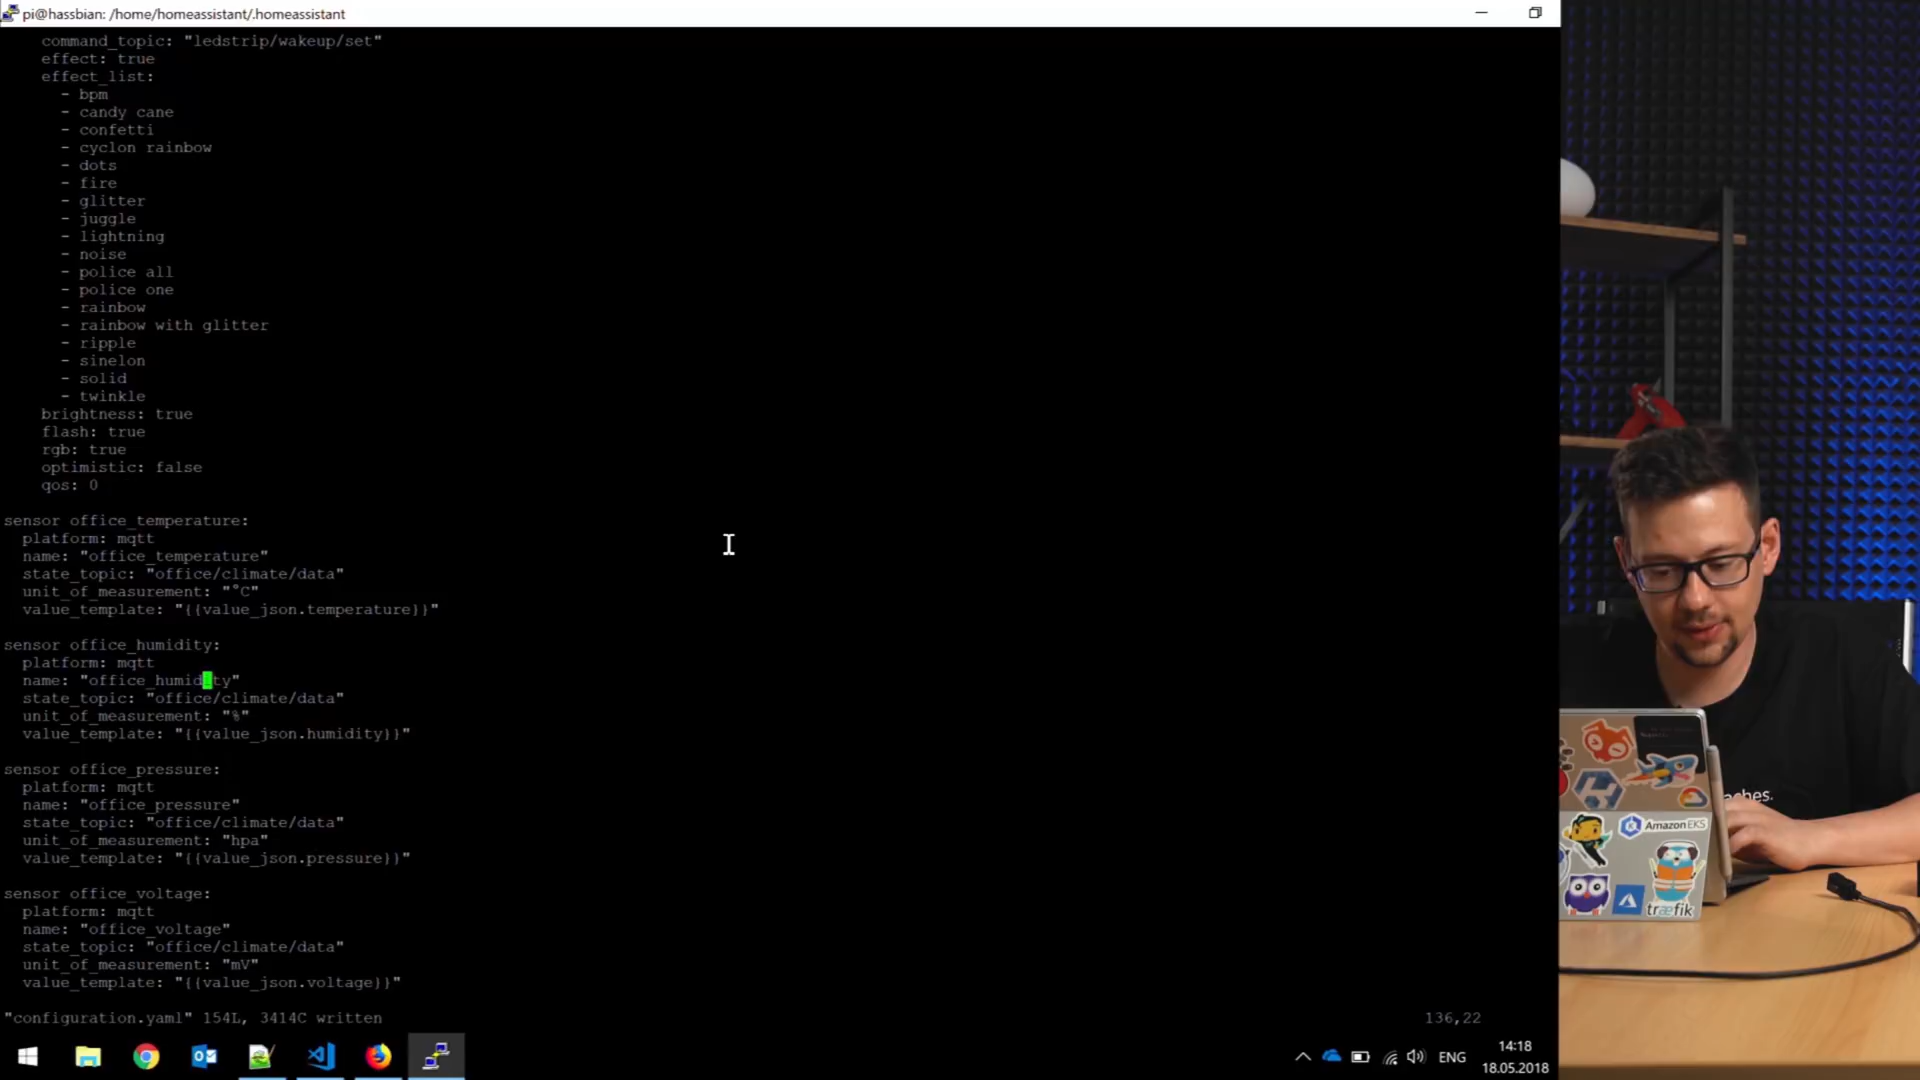 pi@hassbian: /home/homeassistant/.homeassistant
command_topic: "ledstrip/wakeup/set"
effect: true
effect_list:
- bpm
- candy cane
- confetti
- cyclon rainbow
- dots
- fire
- glitter
- juggle
- lightning
- noise
- police all
- police one
- rainbow
- rainbow with glitter
- ripple
- sinelon
- solid
- twinkle
brightness: true
flash: true
rgb: true
optimistic: false
qos: 0
sensor office_temperature:
platform: mqtt
name: "office_temperature"
state_topic: "office/climate/data"
unit_of_measurement: "°C"
value_template: "{{value_json.temperature}}"
sensor office_humidity:
platform: mqtt
name: "office_humidity"
state_topic: "office/climate/data"
unit_of_measurement: "%"
value_template: "{{value_json.humidity}}"
sensor office_pressure:
platform: mqtt
name: "office_pressure"
state_topic: "office/climate/data"
unit_of_measurement: "hpa"
value_template: "{{value_json.pressure}}"
sensor office_voltage:
platform: mqtt
name: "office_voltage"
state_topic: "office/climate/data"
unit_of_measurement: "mV"
value_template: "{{value_json.voltage}}"
"configuration.yaml" 154L, 3414C written
136,22
ENG
14:18
18.05.2018
Amazon EKS
træfik